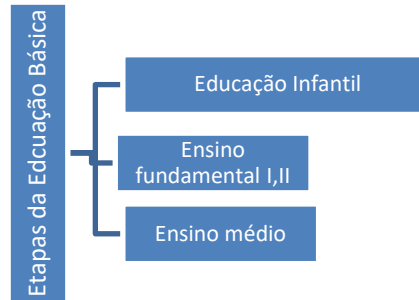 Etapas da Edcuação Básica
Educação Infantil
Ensino
fundamental I,II
Ensino médio